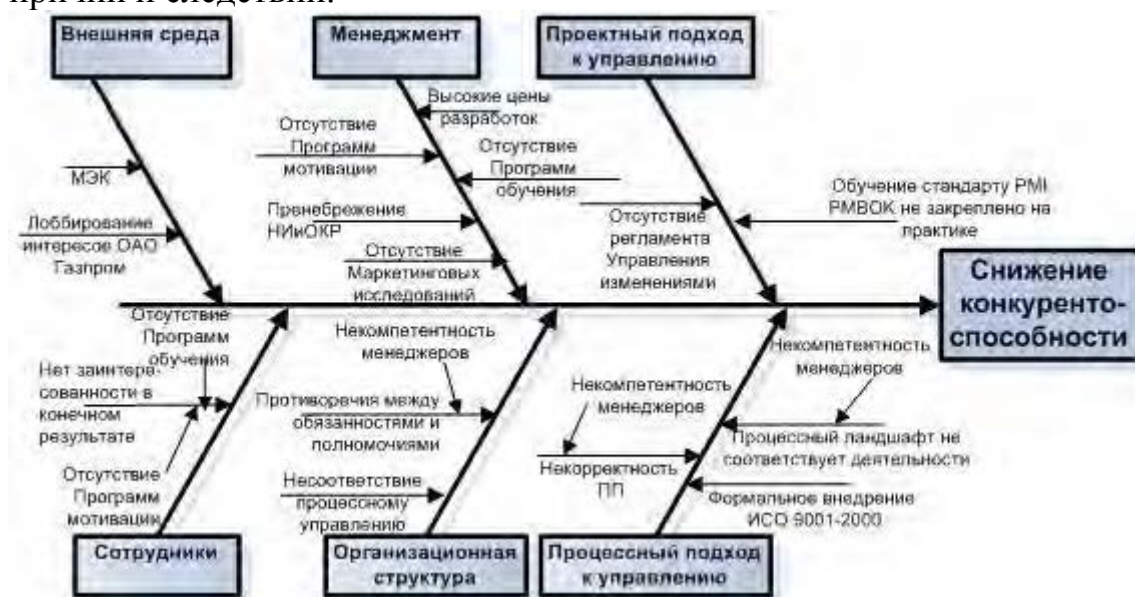 причин и следствий.
Внешняя среда
Менеджмент
Проектный подход
к управлению
Высокие цены
разработок
Отсутствие
Программ
мотивации
Отсутствие
Программ
обучения
МЭК
Лоббирование
интересов ОАО
Газпром
Пренебрежение
НИиОКР
Отсутствие
Маркетинговых
исследований
Отсутствие
регламента
Управления
изменениями
Обучение стандарту PMI
PMBOK не закреплено на
практике
Снижение
конкуренто-
способности
Отсутствие
Программ
обучения
Нет заинтере-
сованности в
конечном
результате
Отсутствие
Программ
мотивации
Некомпетентность
менеджеров
Противоречия между
обязанностями и
полномочиями
Несоответствие
процессному
управлению
Некомпетентность
менеджеров
Некорректность
ПП
Некомпетентность
менеджеров
Процессный ландшафт не
соответствует деятельности
Формальное внедрение
ИСО 9001-2000
Сотрудники
Организационная
структура
Процессный подход
к управлению